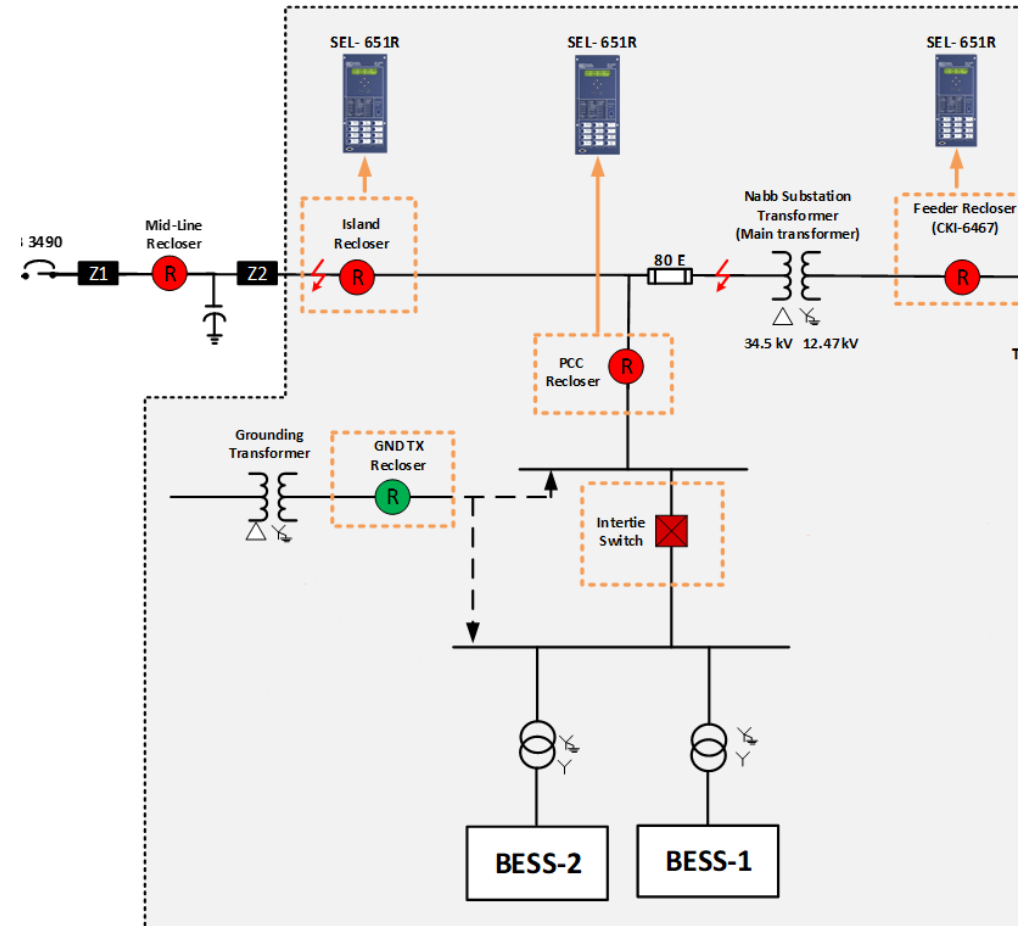 SEL- 651R
SEL- 651R
SEL- 651R
Nabb Substation
Transformer
(Main transformer)
Feeder Recloser
(CKI-6467)
Mid-Line
Recloser
Island
Recloser
3490
Z1
R
Z2
R
80 E
R
34.5 kV 12.47kV
PCC
Recloser
R
T
Grounding
Transformer
GND TX
Recloser
R
Intertie
Switch
Y
Y
BESS-2
BESS-1